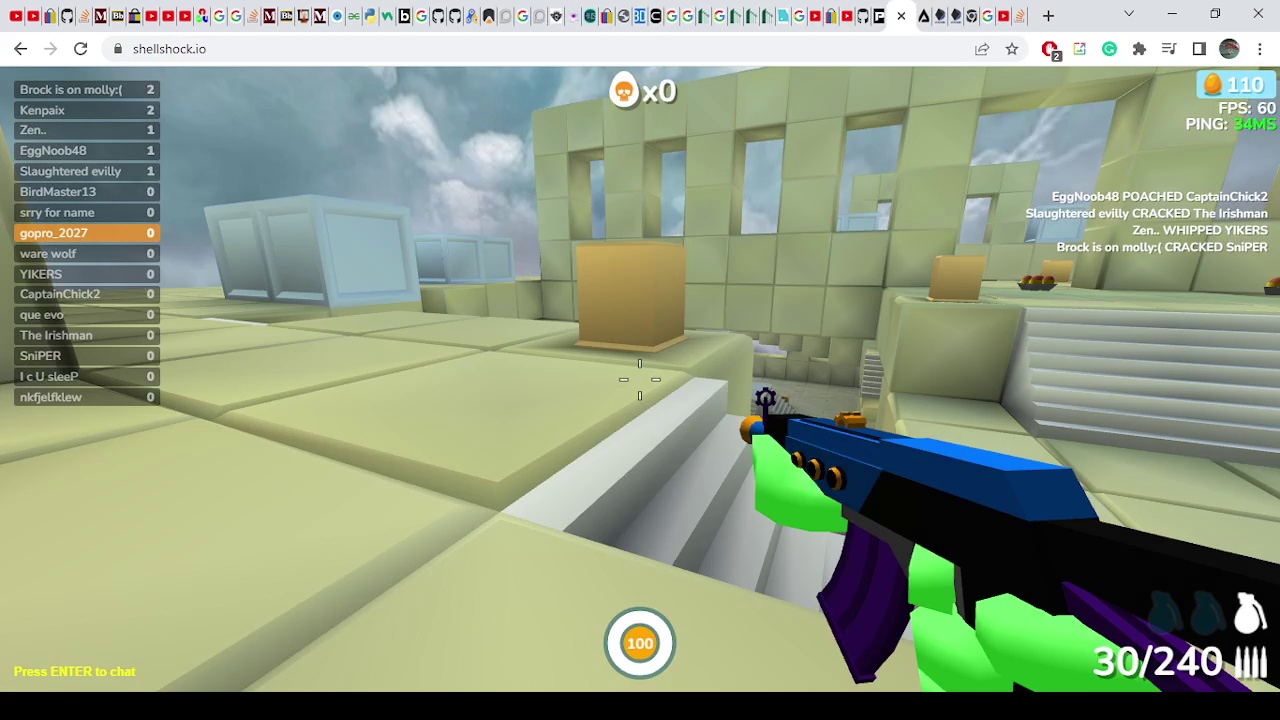 shellshock.io
2
Brock is on molly:( 2
Kenpaix 2
Zen.. 1
EggNoob48 1
Slaughtered evilly 1
BirdMaster13 0
srry for name 0
gopro_2027 0
ware wolf 0
YIKERS 0
CaptainChick2 0
que evo 0
The Irishman 0
SniPER 0
I c U sleeP 0
nkfjelfklew 0
x0
110
FPS: 60
PING: 34MS
EggNoob48 POACHED CaptainChick2
Slaughtered evilly CRACKED The Irishman
Zen.. WHIPPED YIKERS
Brock is on molly:( CRACKED SniPER
100
30/240
Press ENTER to chat